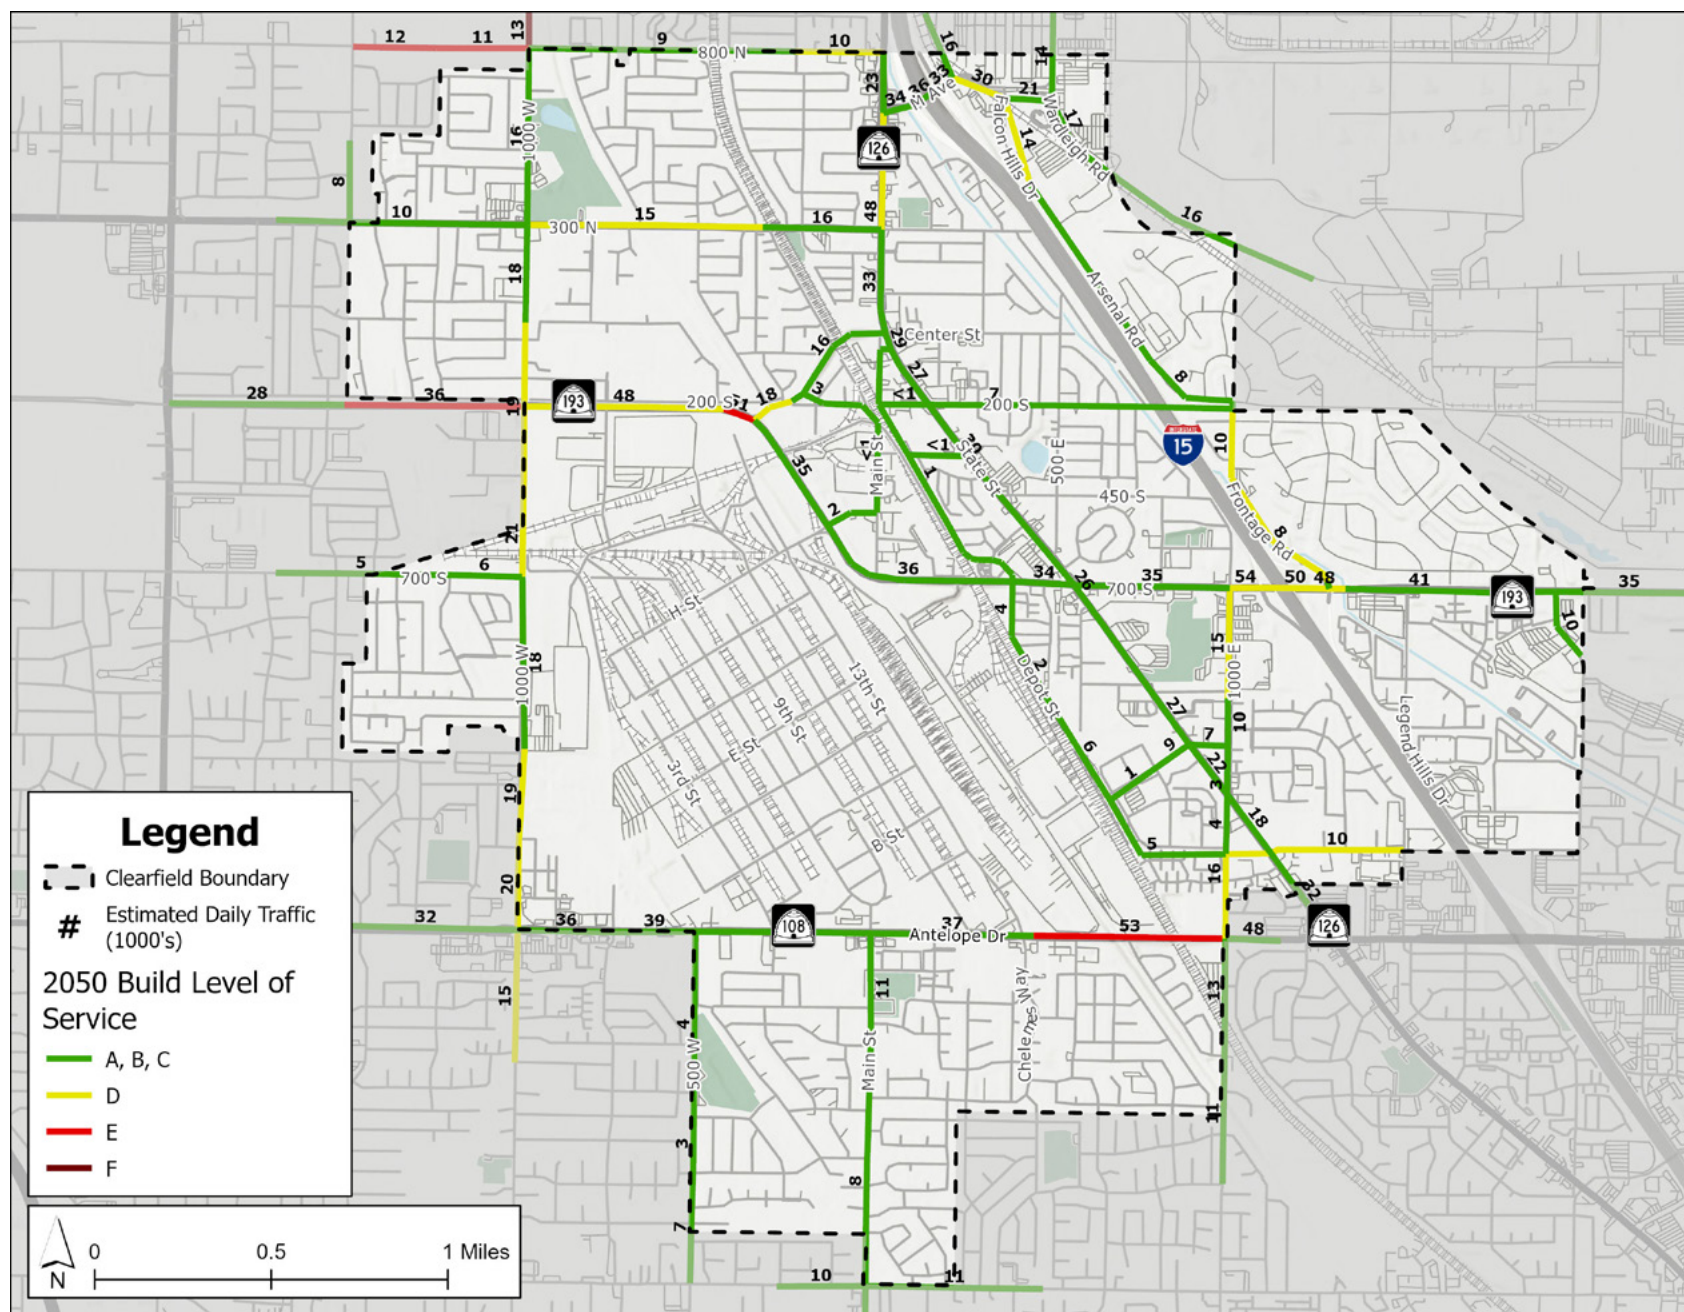 12
11
13
9
800 N
10
16
14
23
34
36
33
M Ave
30
21
17
Wardleigh Rd
Falcon Hills Dr
14
16
1000 W
126
8
10
15
300 N
16
48
16
18
33
Arsenal Rd
Center St
29
27
16
3
8
28
36
19
193
48
200 S
18
<1
7
200 S
15
10
<1
<1
Main St
30
State St
500 E
450 S
35
1
2
21
Frontage Rd
8
5
6
700 S
36
34
26
35
700 S
54
50
48
41
193
35
10
4
H St
15
1000 E
18
1000 W
13th St
2
Depot St
9th St
27
10
Legend Hills Dr
E St
3rd St
6
9
7
22
1
3
19
18
4
B St
5
10
16
20
32
32
36
39
108
37
Antelope Dr
53
48
126
15
11
Chelemes Way
13
4
500 W
Main St
11
3
8
7
10
11
Legend
Clearfield Boundary
# Estimated Daily Traffic
(1000's)
2050 Build Level of
Service
A, B, C
D
E
F
N
0 0.5 1 Miles